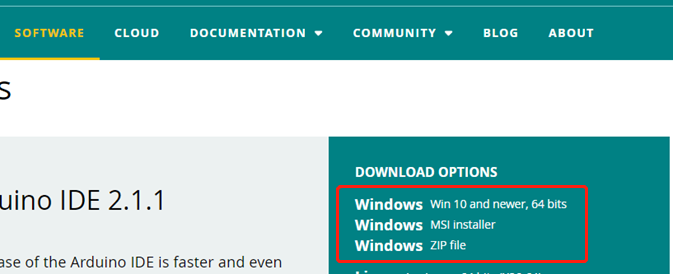 SOFTWARE CLOUD DOCUMENTATION COMMUNITY BLOG ABOUT
s
uino IDE 2.1.1
ase of the Arduino IDE is faster and even
DOWNLOAD OPTIONS
Windows Win 10 and newer, 64 bits
Windows MSI installer
Windows ZIP file